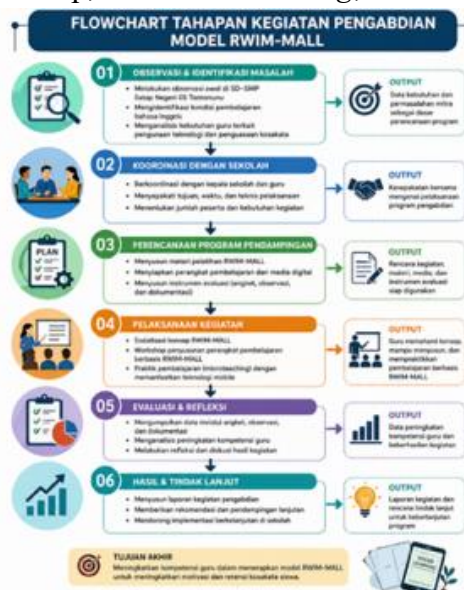 FLOWCHART TAHAPAN KEGIATAN PENGABDIAN
MODEL RWIM-MALL
01
OBSERVASI & IDENTIFIKASI MASALAH
Melakukan observasi awal di SD-SMP
Satap Negeri 05
Mengidentifikasi kondisi pembelajaran
bahasa Inggris
Menganalisis kebutuhan guru terkait
penggunaan teknologi dan penguasaan kosakata
OUTPUT
Data kebutuhan dan
permasalahan mitra
sebagai dasar
perencanaan program
02
KOORDINASI DENGAN SEKOLAH
Berkoordinasi dengan kepala sekolah dan guru
Menyepakati tujuan, waktu, dan teknis pelaksanaan
Menentukan jumlah peserta dan kebutuhan kegiatan
OUTPUT
Kesepakatan bersama
mengenai pelaksanaan
program pengabdian
PLAN
03
PERENCANAAN PROGRAM PENDAMPINGAN
Menyusun materi pelatihan RWIM-MALL
Menyiapkan perangkat pembelajaran dan media digital
Menyusun instrumen evaluasi (angket, observasi,
dan dokumentasi)
OUTPUT
Rencana kegiatan,
materi, media, dan
instrumen evaluasi
siap digunakan
04
PELAKSANAAN KEGIATAN
Sosialisasi konsep RWIM-MALL
Workshop penyusunan perangkat pembelajaran
berbasis RWIM-MALL
Praktik pembelajaran (microteaching) dengan
memanfaatkan teknologi mobile
OUTPUT
Guru memahami konsep,
mampu menyusun, dan
mempraktikkan
pembelajaran berbasis
RWIM-MALL
05
EVALUASI & REFLEKSI
Mengumpulkan data melalui angket, observasi,
dan dokumentasi
Menganalisis peningkatan kompetensi guru
Melakukan refleksi dan diskusi hasil kegiatan
OUTPUT
Data peningkatan
kompetensi guru dan
keberhasilan kegiatan
06
HASIL & TINDAK LANJUT
Menyusun laporan kegiatan pengabdian
Memberikan rekomendasi dan pendampingan lanjutan
Mendorong implementasi berkelanjutan di sekolah
OUTPUT
Laporan kegiatan dan
rencana tindak lanjut
untuk keberlanjutan
program
TUJUAN AKHIR
Meningkatkan kompetensi guru dalam menerapkan model RWIM-MALL
untuk meningkatkan motivasi dan retensi kosakata siswa.